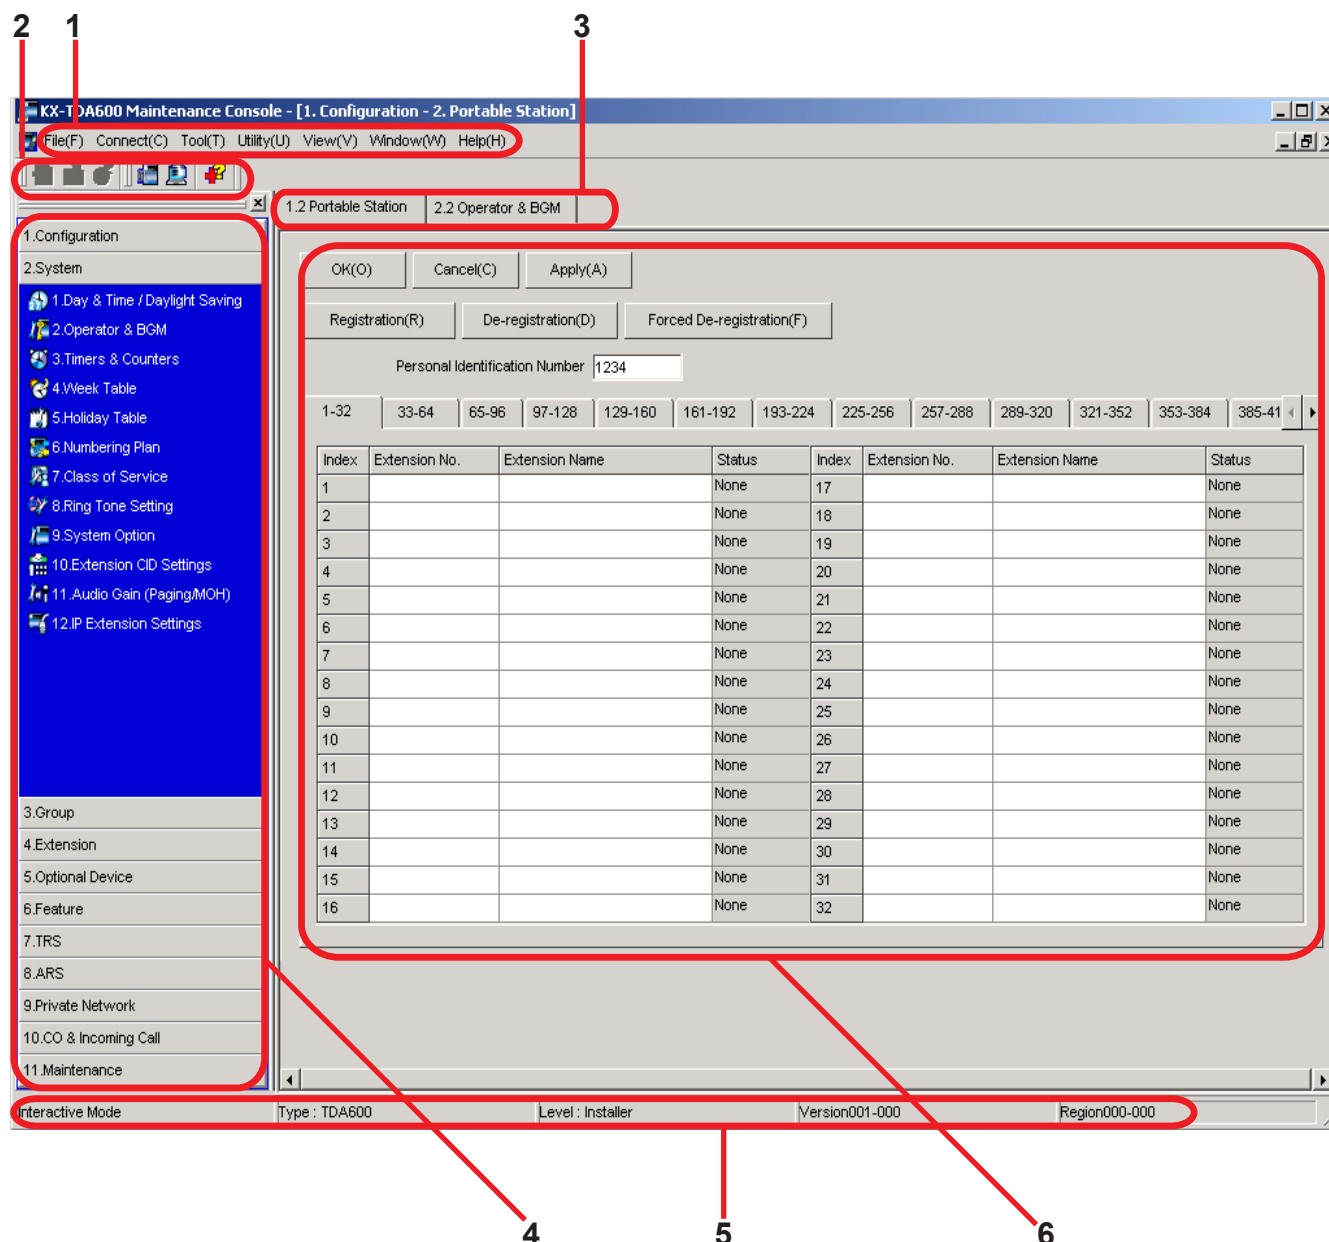 2 1 3
KX-TDA600 Maintenance Console - [1. Configuration - 2. Portable Station]
File(F) Connect(C) Tool(T) Utility(U) View(V) Window(W) Help(H)
1.2 Portable Station 2.2 Operator & BGM
1.Configuration
2.System
1.Day & Time / Daylight Saving
2.Operator & BGM
3.Timers & Counters
4.Week Table
5.Holiday Table
6.Numbering Plan
7.Class of Service
8.Ring Tone Setting
9.System Option
10.Extension CID Settings
11.Audio Gain (Paging/MOH)
12.IP Extension Settings
3.Group
4.Extension
5.Optional Device
6.Feature
7.TRS
8.ARS
9.Private Network
10.CO & Incoming Call
11.Maintenance
OK(O) Cancel(C) Apply(A)
Registration(R) De-registration(D) Forced De-registration(F)
Personal Identification Number 1234
1-32 33-64 65-96 97-128 129-160 161-192 193-224 225-256 257-288 289-320 321-352 353-384 385-41
Index Extension No. Extension Name Status Index Extension No. Extension Name Status
1 None 17 None
2 None 18 None
3 None 19 None
4 None 20 None
5 None 21 None
6 None 22 None
7 None 23 None
8 None 24 None
9 None 25 None
10 None 26 None
11 None 27 None
12 None 28 None
13 None 29 None
14 None 30 None
15 None 31 None
16 None 32 None
Interactive Mode Type : TDA600 Level : Installer Version001-000 Region000-000
4 5 6